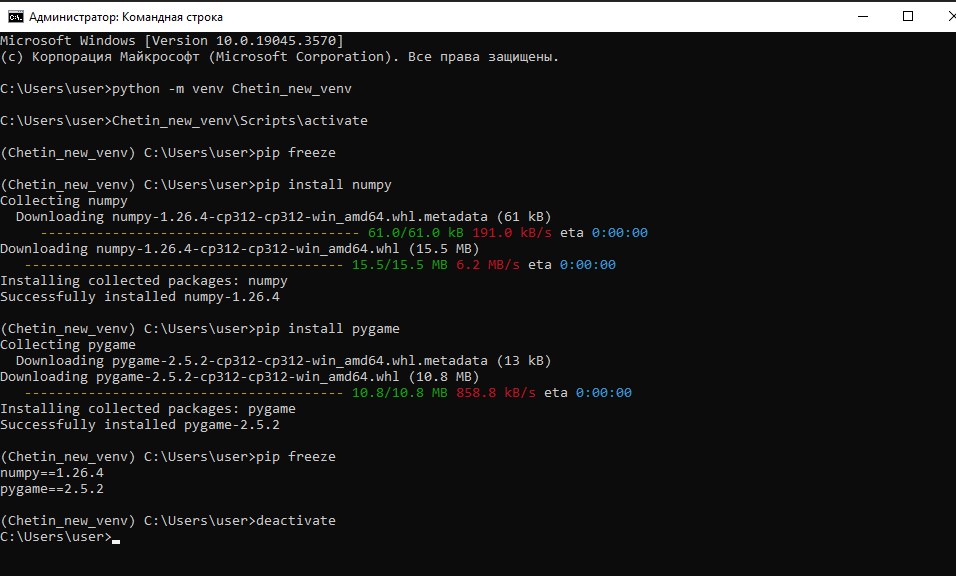 Администратор: Командная строка
Microsoft Windows [Version 10.0.19045.3570]
(c) Корпорация Майкрософт (Microsoft Corporation). Все права защищены.
C:\Users\user>python -m venv Chetin_new_venv
C:\Users\user>Chetin_new_venv\Scripts\activate
(Chetin_new_venv) C:\Users\user>pip freeze
(Chetin_new_venv) C:\Users\user>pip install numpy
Collecting numpy
  Downloading numpy-1.26.4-cp312-cp312-win_amd64.whl.metadata (61 kB)
     ---------------------------------------- 61.0/61.0 kB 191.0 kB/s eta 0:00:00
Downloading numpy-1.26.4-cp312-cp312-win_amd64.whl (15.5 MB)
   ---------------------------------------- 15.5/15.5 MB 6.2 MB/s eta 0:00:00
Installing collected packages: numpy
Successfully installed numpy-1.26.4
(Chetin_new_venv) C:\Users\user>pip install pygame
Collecting pygame
  Downloading pygame-2.5.2-cp312-cp312-win_amd64.whl.metadata (13 kB)
Downloading pygame-2.5.2-cp312-cp312-win_amd64.whl (10.8 MB)
   ---------------------------------------- 10.8/10.8 MB 858.8 kB/s eta 0:00:00
Installing collected packages: pygame
Successfully installed pygame-2.5.2
(Chetin_new_venv) C:\Users\user>pip freeze
numpy==1.26.4
pygame==2.5.2
(Chetin_new_venv) C:\Users\user>deactivate
C:\Users\user>